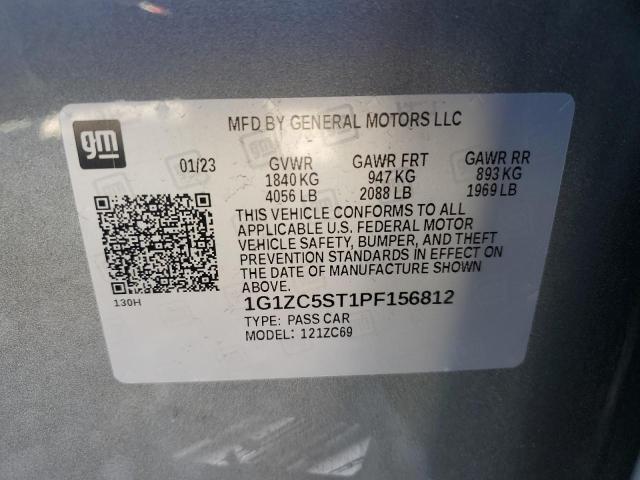 gm
MFD BY GENERAL MOTORS LLC
01/23 GVWR GAWR FRT GAWR RR
1840 KG 947 KG 893 KG
4056 LB 2088 LB 1969 LB
THIS VEHICLE CONFORMS TO ALL
APPLICABLE U.S. FEDERAL MOTOR
VEHICLE SAFETY, BUMPER, AND THEFT
PREVENTION STANDARDS IN EFFECT ON
THE DATE OF MANUFACTURE SHOWN
ABOVE.
130H
1G1ZC5ST1PF156812
TYPE: PASS CAR
MODEL: 121ZC69